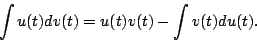 ∫ u(t)dv(t) = u(t)v(t) − ∫ v(t)du(t).